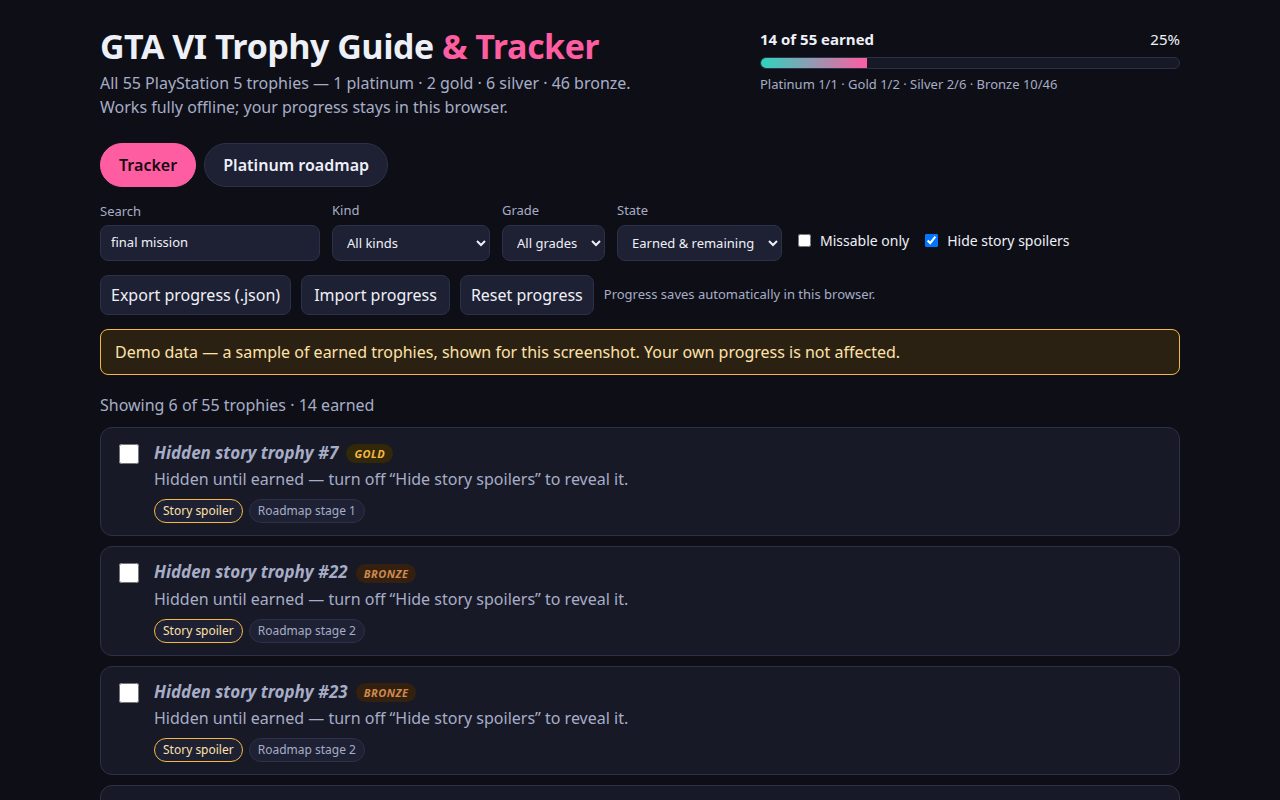 GTA VI Trophy Guide & Tracker
All 55 PlayStation 5 trophies — 1 platinum · 2 gold · 6 silver · 46 bronze.
Works fully offline; your progress stays in this browser.
14 of 55 earned 25%
Platinum 1/1 · Gold 1/2 · Silver 2/6 · Bronze 10/46
Tracker Platinum roadmap
Search Kind Grade State
final mission All kinds All grades Earned & remaining Missable only Hide story spoilers
Export progress (.json) Import progress Reset progress Progress saves automatically in this browser.
Demo data — a sample of earned trophies, shown for this screenshot. Your own progress is not affected.
Showing 6 of 55 trophies · 14 earned
Hidden story trophy #7 GOLD
Hidden until earned — turn off “Hide story spoilers” to reveal it.
Story spoiler Roadmap stage 1
Hidden story trophy #22 BRONZE
Hidden until earned — turn off “Hide story spoilers” to reveal it.
Story spoiler Roadmap stage 2
Hidden story trophy #23 BRONZE
Hidden until earned — turn off “Hide story spoilers” to reveal it.
Story spoiler Roadmap stage 2